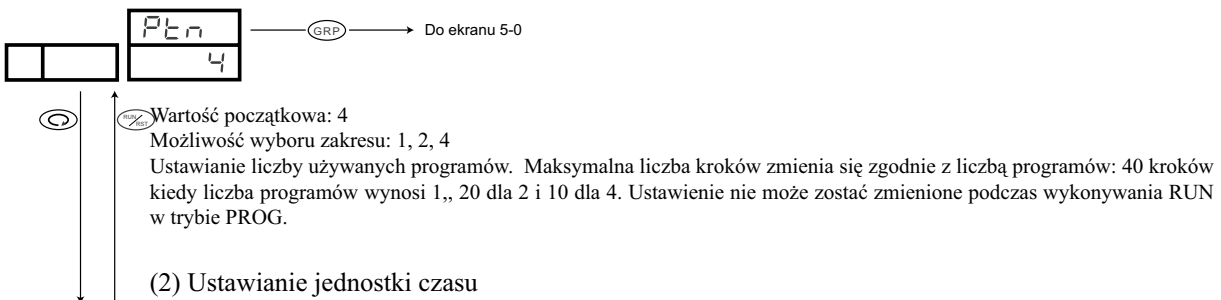 Ptn
GRP
Do ekranu 5-0
4
RUN/RST
Wartość początkowa: 4
Możliwość wyboru zakresu: 1, 2, 4
Ustawianie liczby używanych programów. Maksymalna liczba kroków zmienia się zgodnie z liczbą programów: 40 kroków
kiedy liczba programów wynosi 1,, 20 dla 2 i 10 dla 4. Ustawienie nie może zostać zmienione podczas wykonywania RUN
w trybie PROG.
(2) Ustawianie jednostki czasu